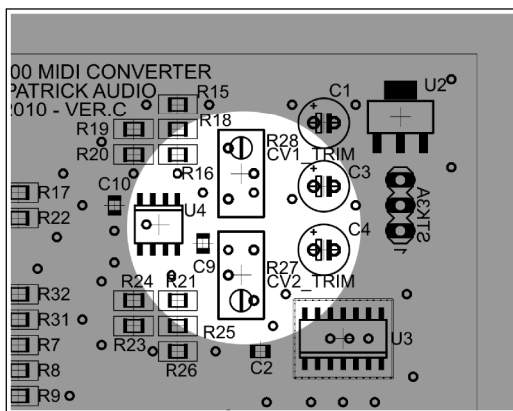 00 MIDI CONVERTER
PATRICK AUDIO
2010 - VER.C
R15
C1
U2
R19
R18
R20
R28
CV1_TRIM
R16
C3
R17
C10
U4
STKZA
R22
C9
C4
R27
CV2_TRIM
R24
R21
R32
R31
R23
R25
U3
R7
R26
C2
R8
R9